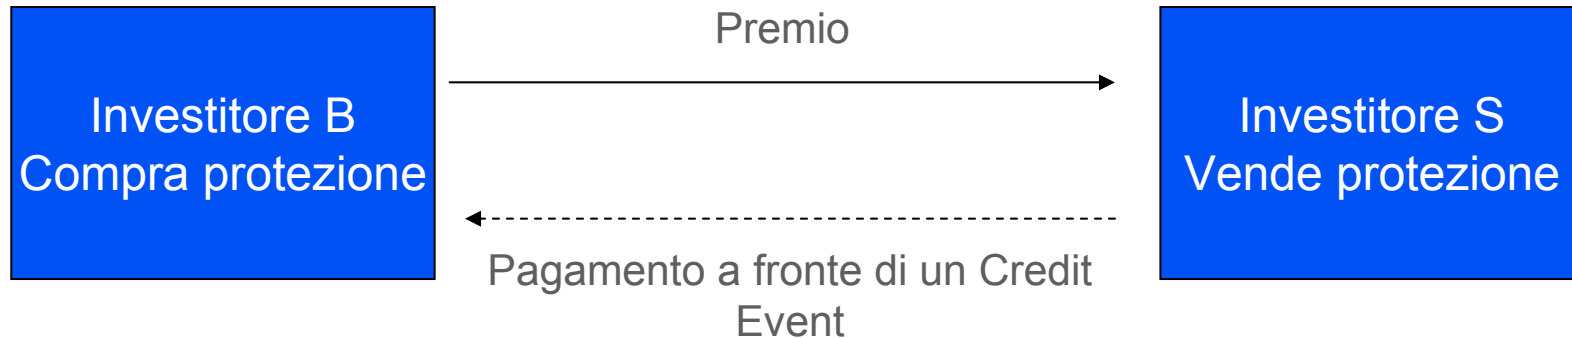 Premio
Investitore B
Compra protezione
Investitore S
Vende protezione
Pagamento a fronte di un Credit
Event